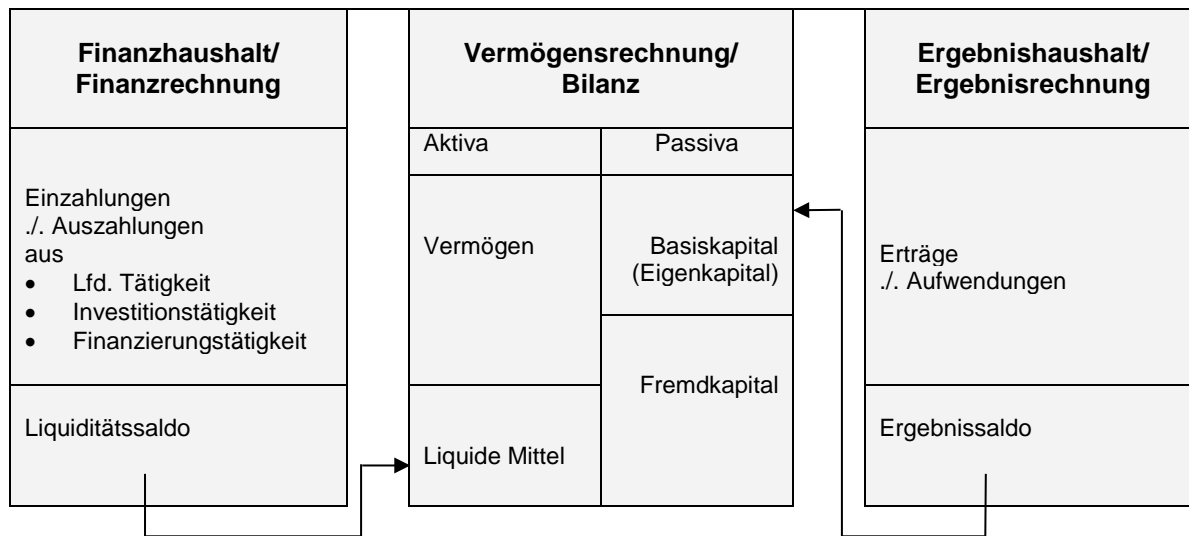 Finanzhaushalt/
Finanzrechnung
Einzahlungen
./. Auszahlungen
aus
• Lfd. Tätigkeit
• Investitionstätigkeit
• Finanzierungstätigkeit
Liquiditätssaldo
Vermögensrechnung/
Bilanz
Aktiva
Passiva
Vermögen
Basiskapital
(Eigenkapital)
Fremdkapital
Liquide Mittel
Ergebnishaushalt/
Ergebnisrechnung
Erträge
./. Aufwendungen
Ergebnissaldo